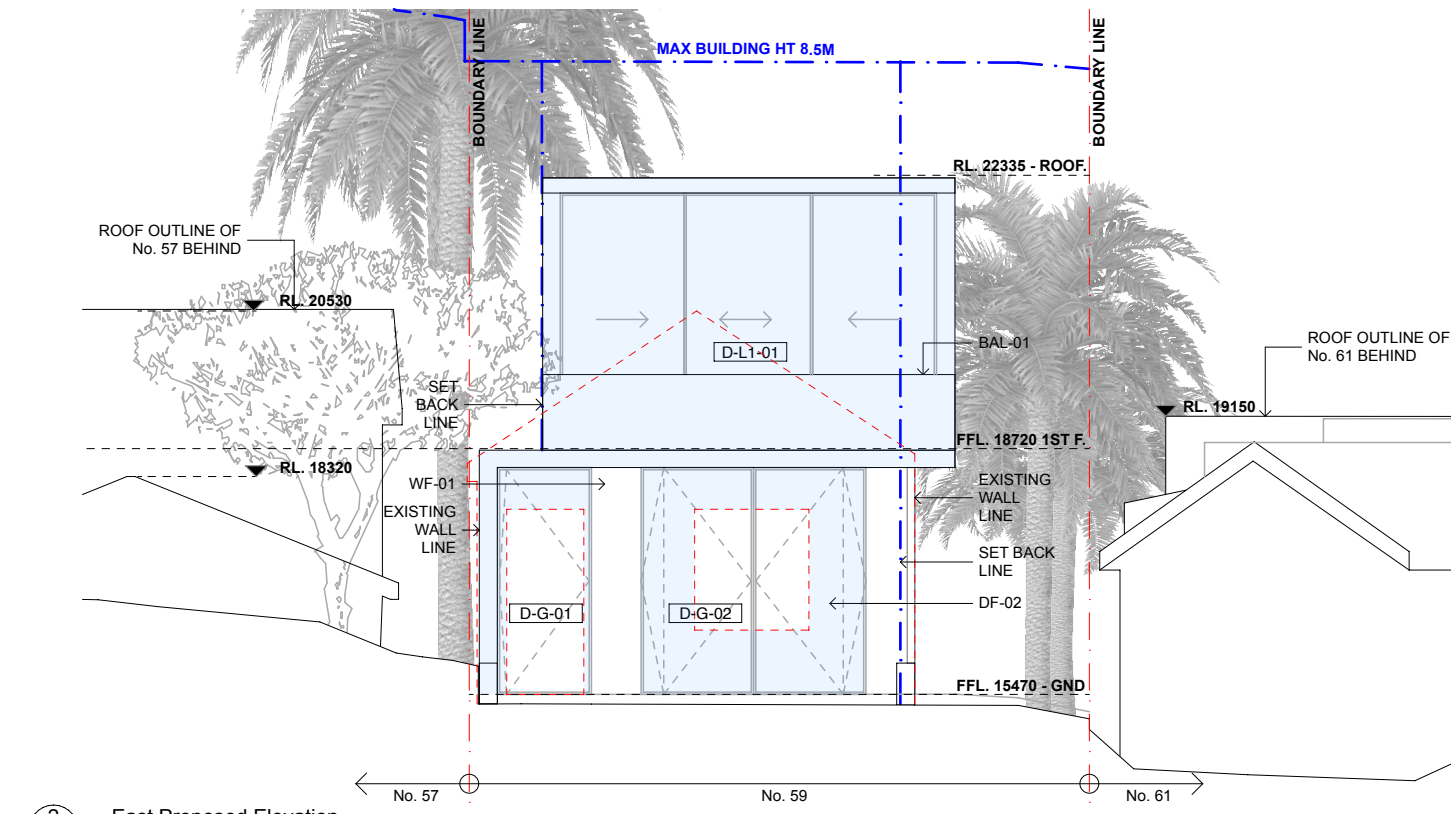 BOUNDARY LINE
MAX BUILDING HT 8.5M
BOUNDARY LINE
RL. 22335 - ROOF.
ROOF OUTLINE OF
No. 57 BEHIND
RL. 20530
D-L1-01
BAL-01
ROOF OUTLINE OF
No. 61 BEHIND
SET
BACK
LINE
RL. 19150
FFL. 18720 1ST F.
RL. 18320
WF-01
EXISTING
WALL
LINE
EXISTING
WALL
LINE
SET BACK
LINE
D-G-01
D-G-02
DF-02
FFL. 15470 - GND
No. 57
No. 59
No. 61
East Proposed Elevation